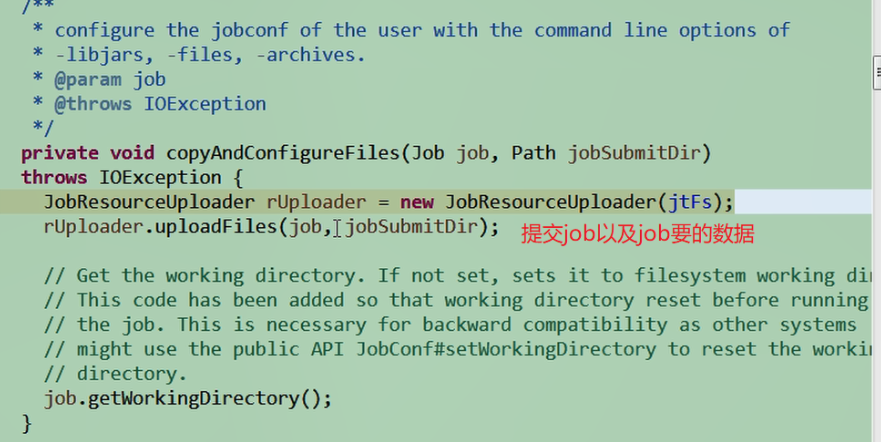 /**
* configure the jobconf of the user with the command line options of
* -libjars, -files, -archives.
* @param job
* @throws IOException
*/
private void copyAndConfigureFiles(Job job, Path jobSubmitDir)
throws IOException {
JobResourceUploader rUploader = new JobResourceUploader(jtFs);
rUploader.uploadFiles(job, jobSubmitDir); 提交job以及job要的数据
// Get the working directory. If not set, sets it to filesystem working
// This code has been added so that working directory reset before running
// the job. This is necessary for backward compatibility as other systems
// might use the public API JobConf#setWorkingDirectory to reset the
// directory.
job.getWorkingDirectory();
}